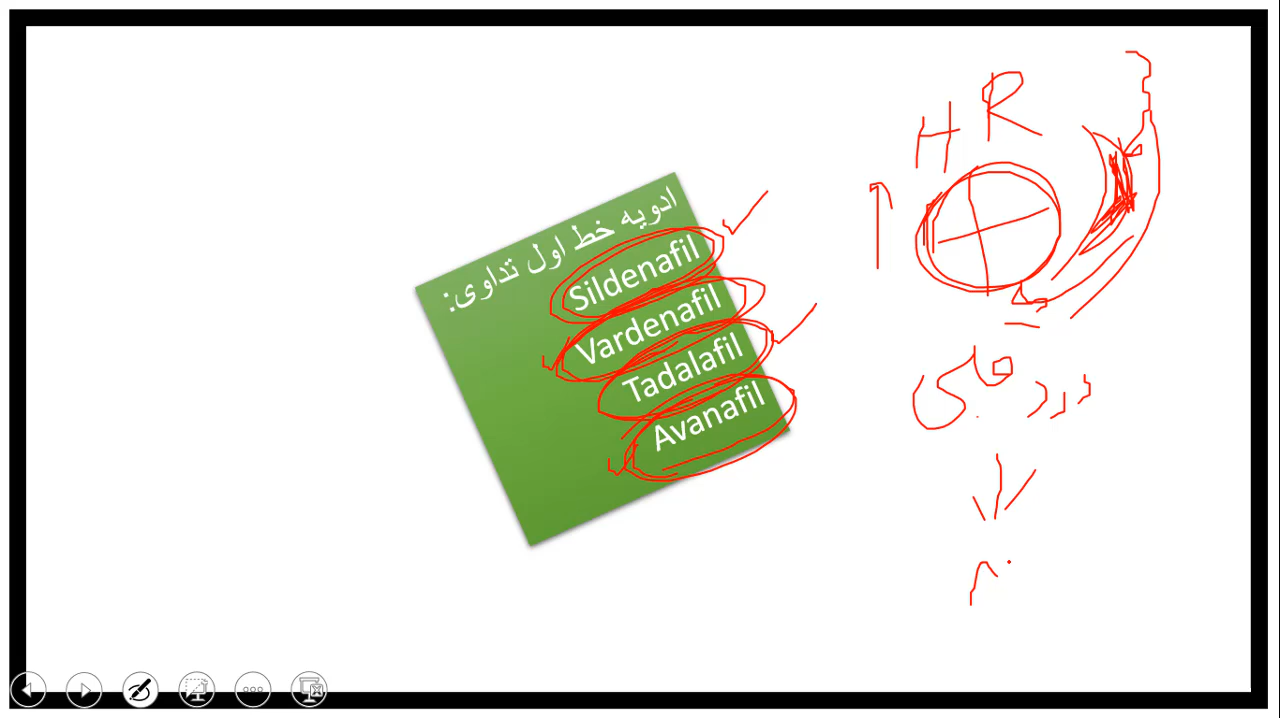 ادویه خط اول تداوی:
Sildenafil
Vardenafil
Tadalafil
Avanafil
HR